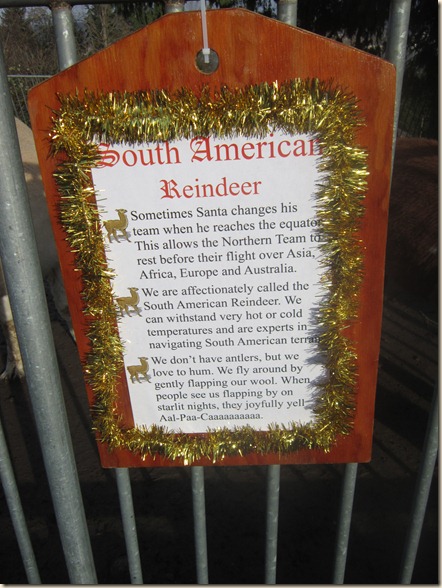 South American
Reindeer
Sometimes Santa changes his
team when he reaches the equator
This allows the Northern Team to
rest before their flight over Asia,
Africa, Europe and Australia.
We are affectionately called the
South American Reindeer. We
can withstand very hot or cold
temperatures and are experts in
navigating South American terrain
We don't have antlers, but we
love to hum. We fly around by
gently flapping our wool. When
people see us flapping by on
starlit nights, they joyfully yell
Aal-Paa-Caaaaaaaaaa.